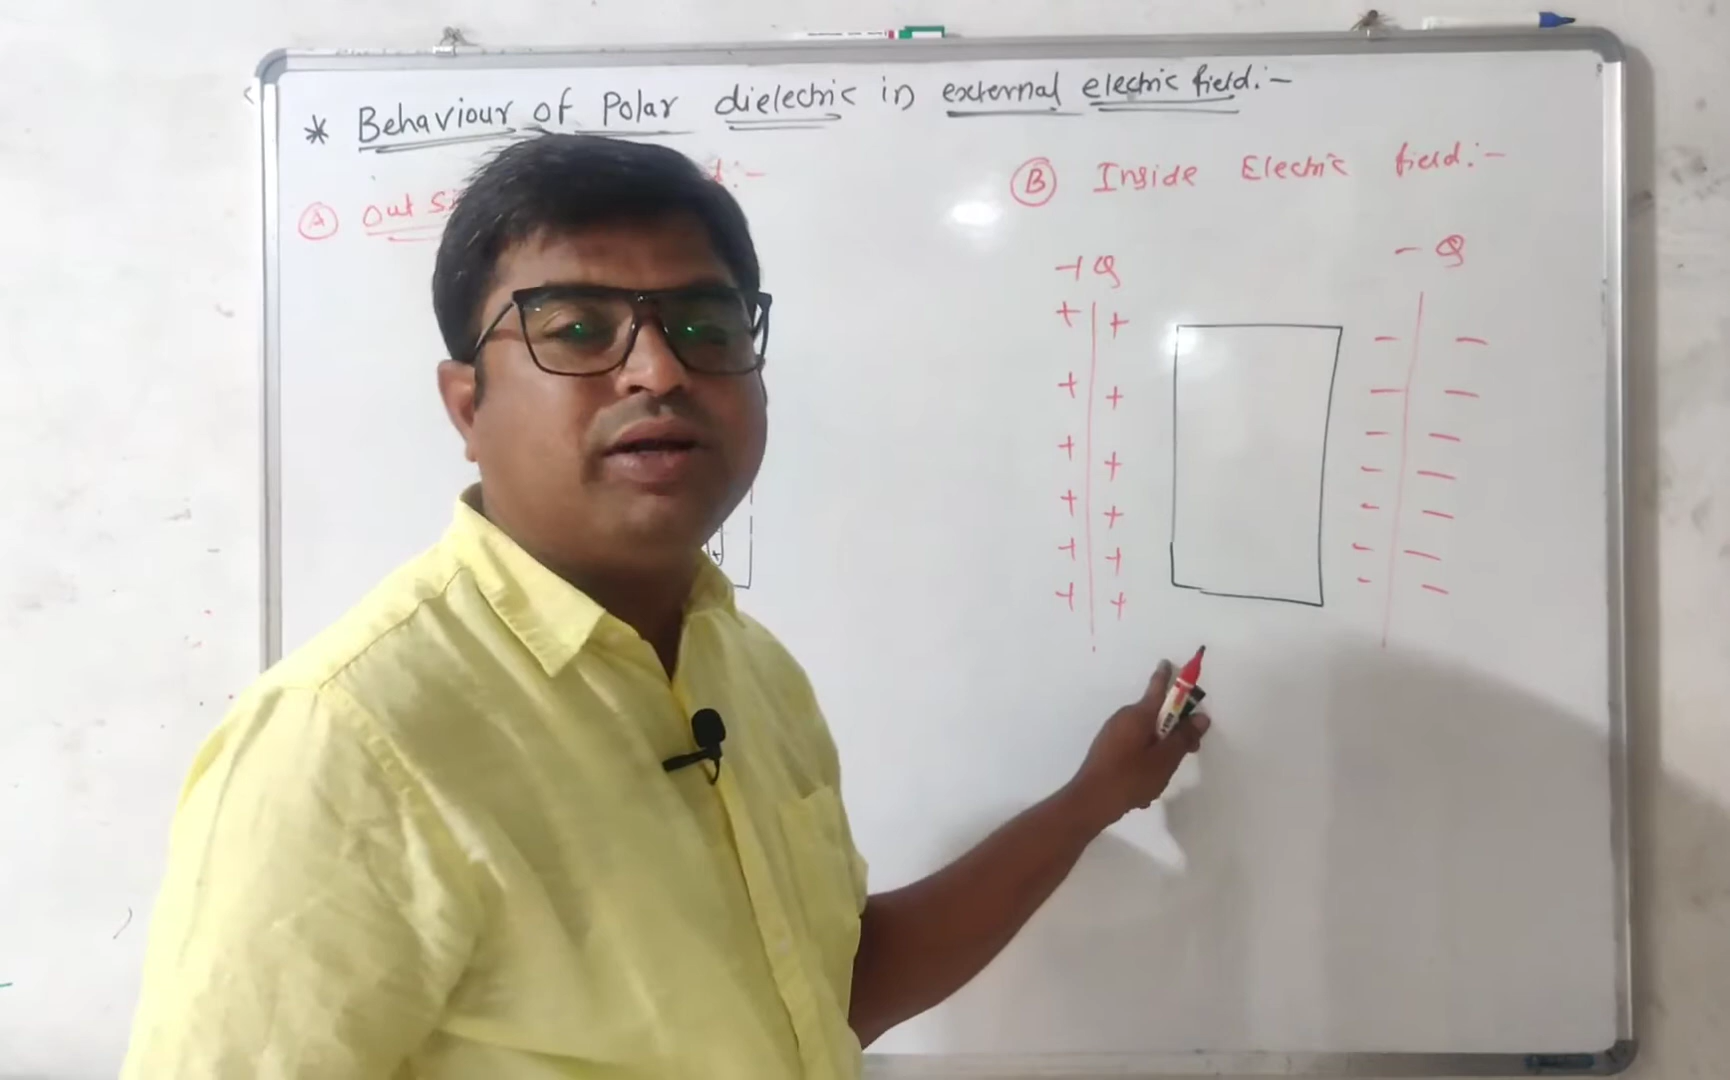 * Behaviour of Polar dielectric in external electric field:-
A Out
B Inside Electric field:-
+Q
-Q
+ +
+ +
+ +
+ +
+ +
+ +
- -
- -
- -
- -
- -
- -
- -